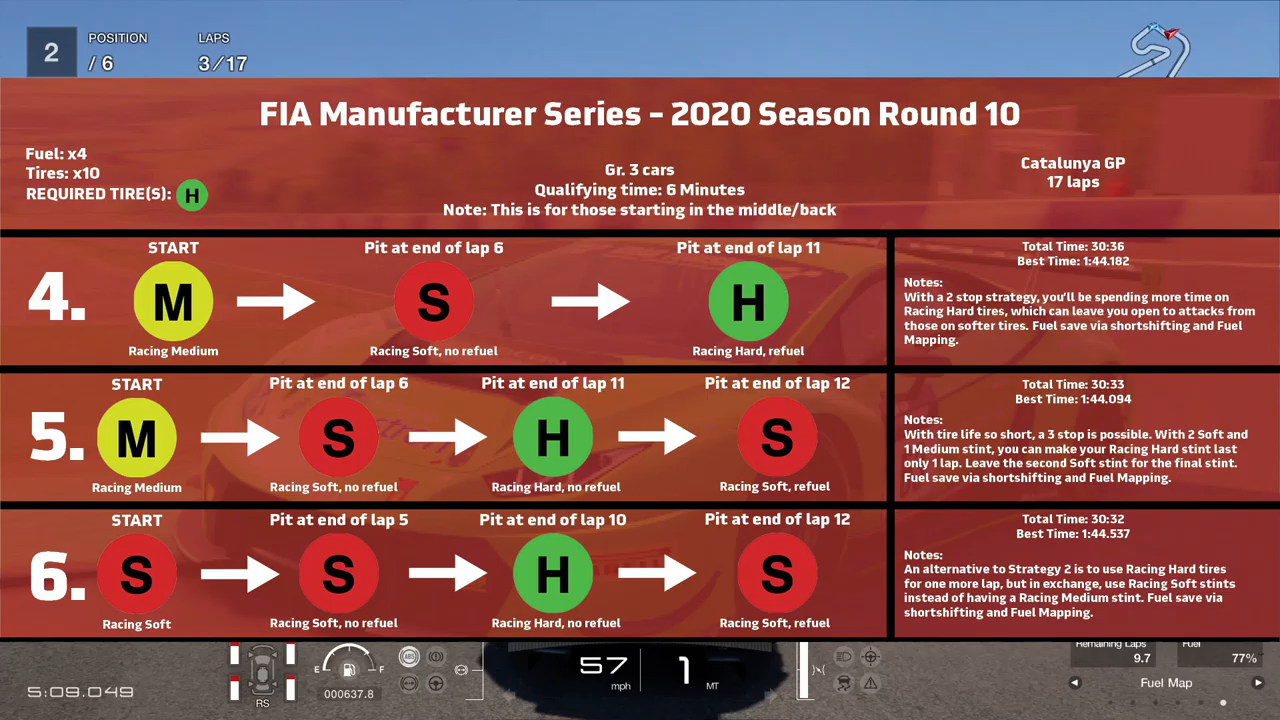 2
POSITION
/ 6
LAPS
3/17
FIA Manufacturer Series - 2020 Season Round 10
Fuel: x4
Tires: x10
REQUIRED TIRE(S): H
Gr. 3 cars
Qualifying time: 6 Minutes
Note: This is for those starting in the middle/back
Catalunya GP
17 laps
4.
START
M
Racing Medium
Pit at end of lap 6
S
Racing Soft, no refuel
Pit at end of lap 11
H
Racing Hard, refuel
Total Time: 30:36
Best Time: 1:44.182
Notes:
With a 2 stop strategy, you'll be spending more time on
Racing Hard tires, which can leave you open to attacks from
those on softer tires. Fuel save via shortshifting and Fuel
Mapping.
5.
START
M
Racing Medium
Pit at end of lap 6
S
Racing Soft, no refuel
Pit at end of lap 11
H
Racing Hard, no refuel
Pit at end of lap 12
S
Racing Soft, refuel
Total Time: 30:33
Best Time: 1:44.094
Notes:
With tire life so short, a 3 stop is possible. With 2 Soft and
1 Medium stint, you can make your Racing Hard stint last
only 1 lap. Leave the second Soft stint for the final stint.
Fuel save via shortshifting and Fuel Mapping.
6.
START
S
Racing Soft
Pit at end of lap 5
S
Racing Soft, no refuel
Pit at end of lap 10
H
Racing Hard, no refuel
Pit at end of lap 12
S
Racing Soft, refuel
Total Time: 30:32
Best Time: 1:44.537
Notes:
An alternative to Strategy 2 is to use Racing Hard tires
for one more lap, but in exchange, use Racing Soft stints
instead of having a Racing Medium stint. Fuel save via
shortshifting and Fuel Mapping.
5:09.049
RS
E
F
000637.8
ABS
57
mph
1
MT
Remaining Laps
9.7
Fuel
77%
Fuel Map